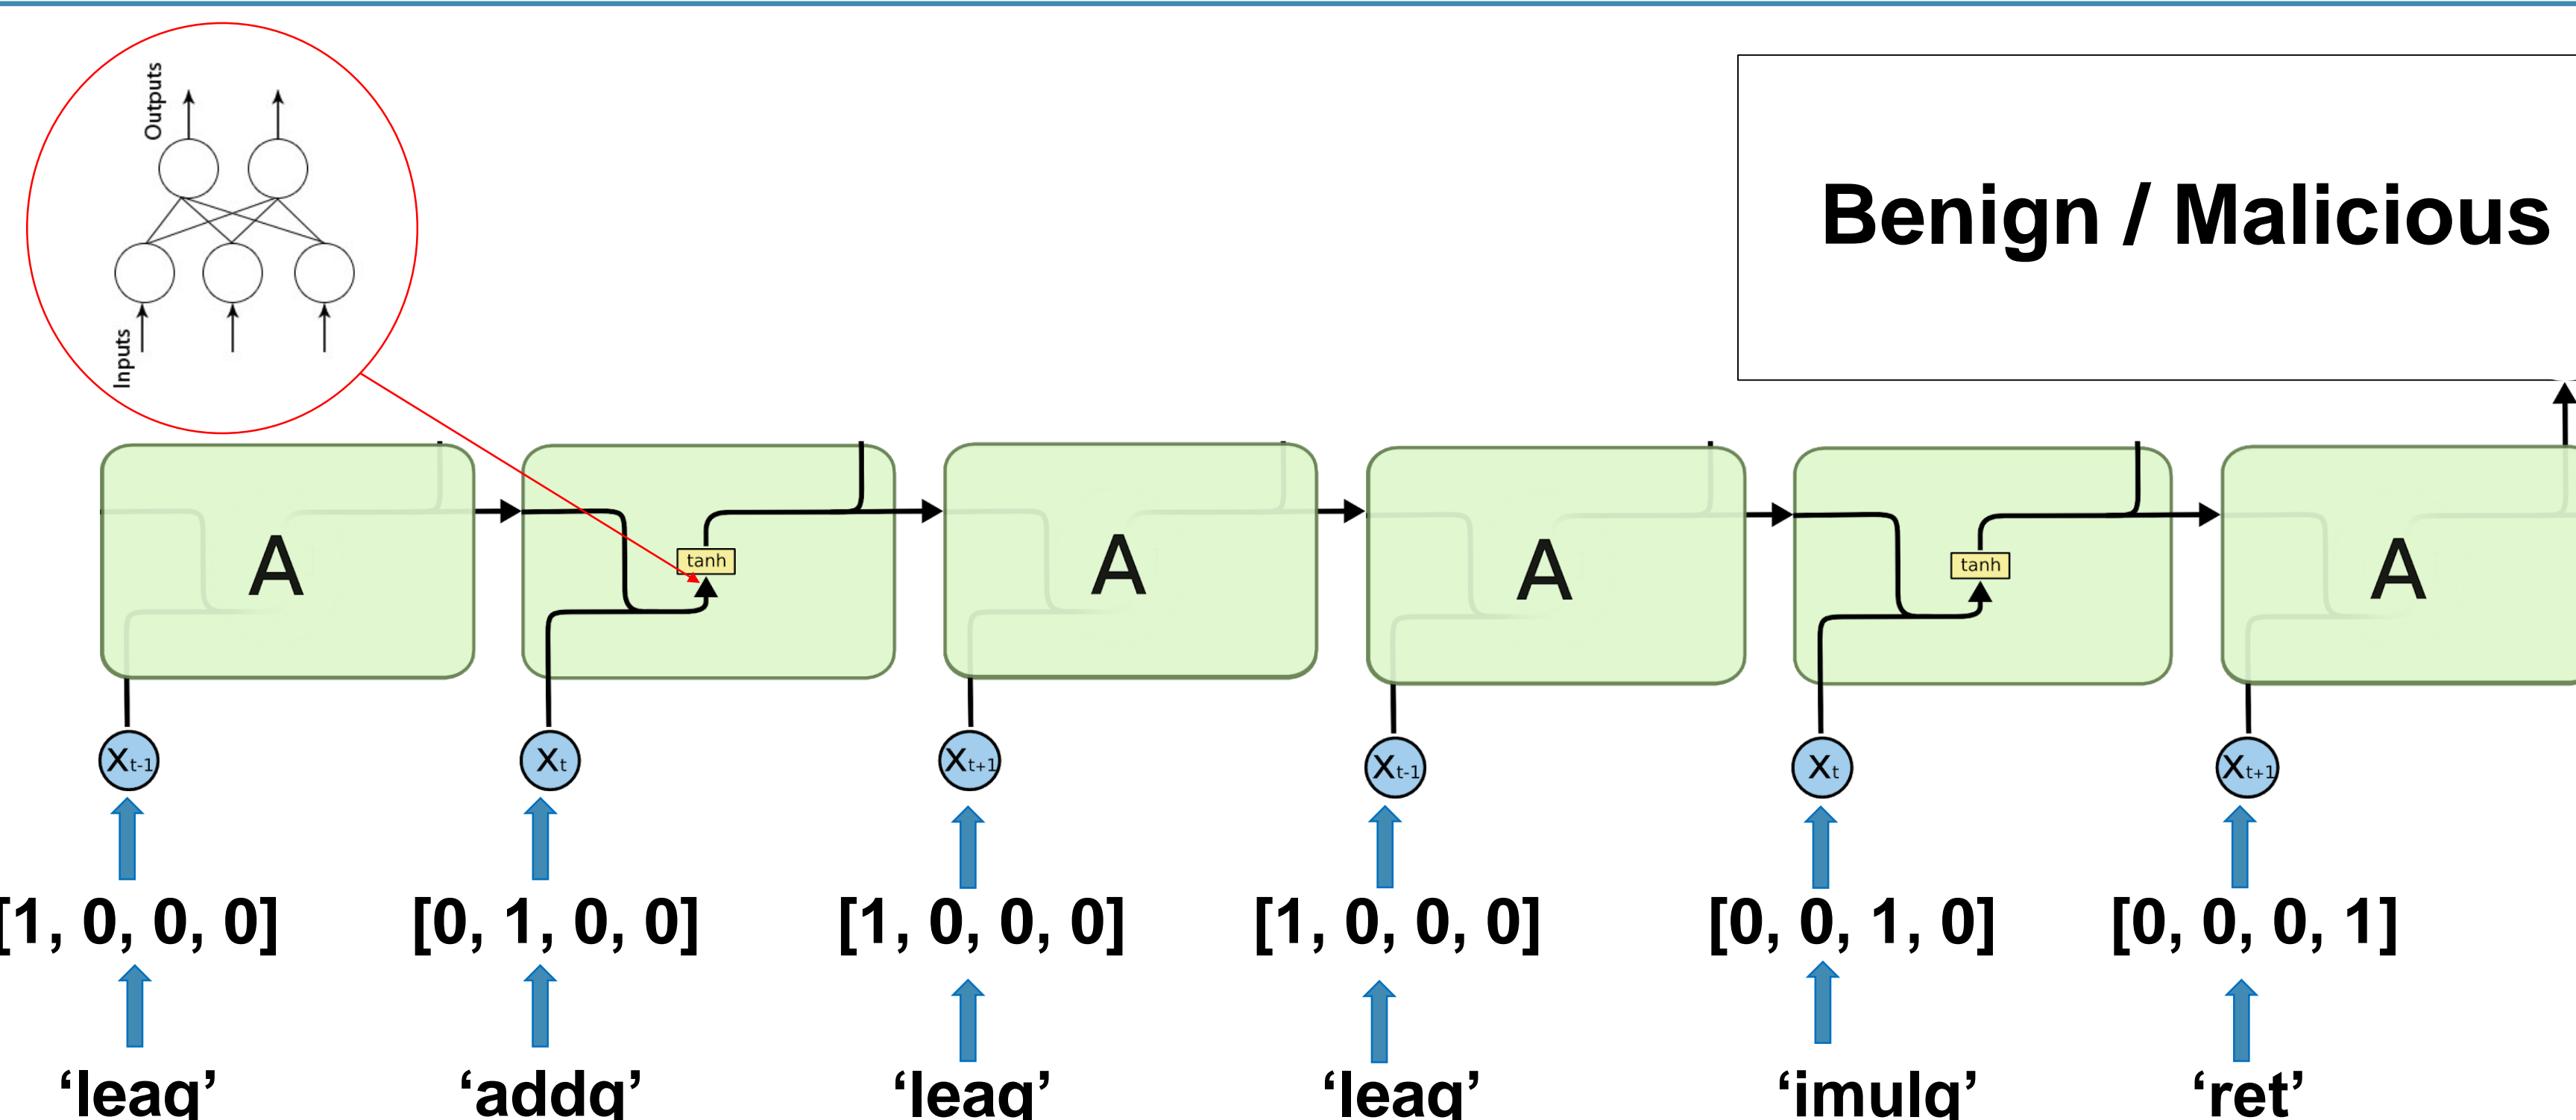 Outputs
Inputs
Benign / Malicious
A
tanh
A
A
tanh
A
Xt-1
Xt
Xt+1
Xt-1
Xt
Xt+1
[1, 0, 0, 0]
[0, 1, 0, 0]
[1, 0, 0, 0]
[1, 0, 0, 0]
[0, 0, 1, 0]
[0, 0, 0, 1]
‘leaq’
‘addq’
‘leaq’
‘leaq’
‘imulq’
‘ret’